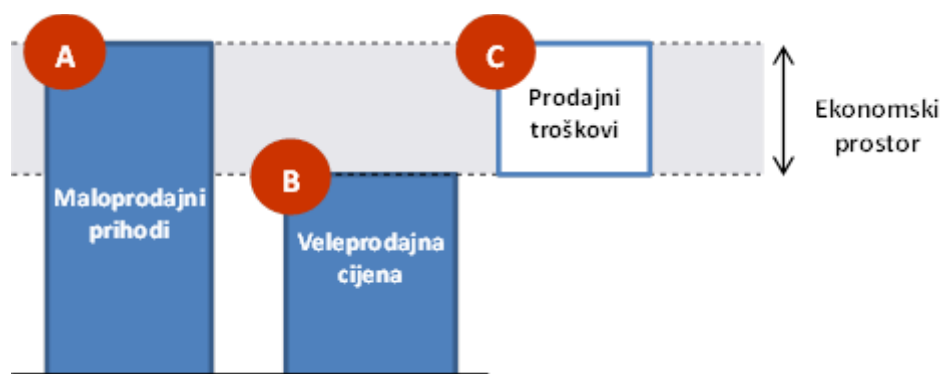 A
Maloprodajni
prihodi
B
Veleprodajna
cijena
C
Prodajni
troškovi
Ekonomski
prostor